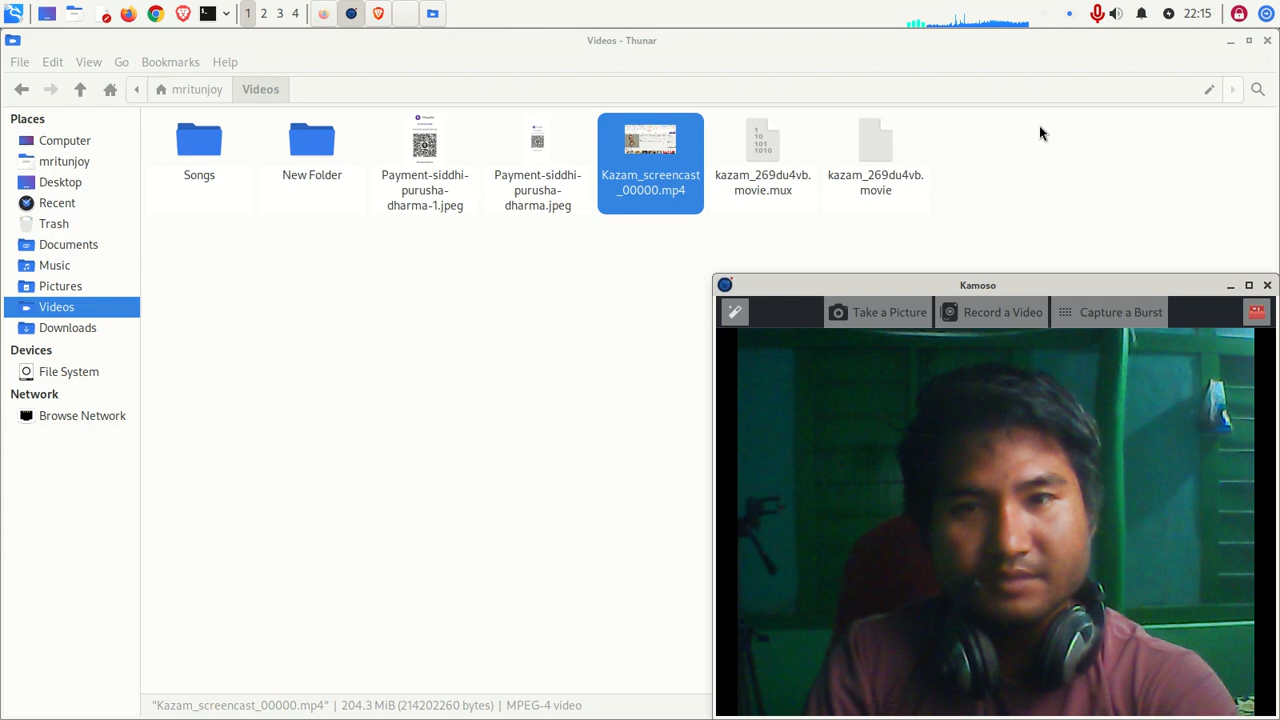 1 2 3 4
22:15
Videos - Thunar
File Edit View Go Bookmarks Help
mritunjoy Videos
Places
Computer
mritunjoy
Desktop
Recent
Trash
Documents
Music
Pictures
Videos
Downloads
Devices
File System
Network
Browse Network
Songs
New Folder
Payment-siddhi-
purusha-
dharma-1.jpeg
Payment-siddhi-
purusha-
dharma.jpeg
Kazam_screencast
_00000.mp4
kazam_269du4vb.
movie.mux
kazam_269du4vb.
movie
Kamoso
Take a Picture Record a Video Capture a Burst
"Kazam_screencast_00000.mp4" | 204.3 MiB (214202260 bytes) | MPEG-4 video